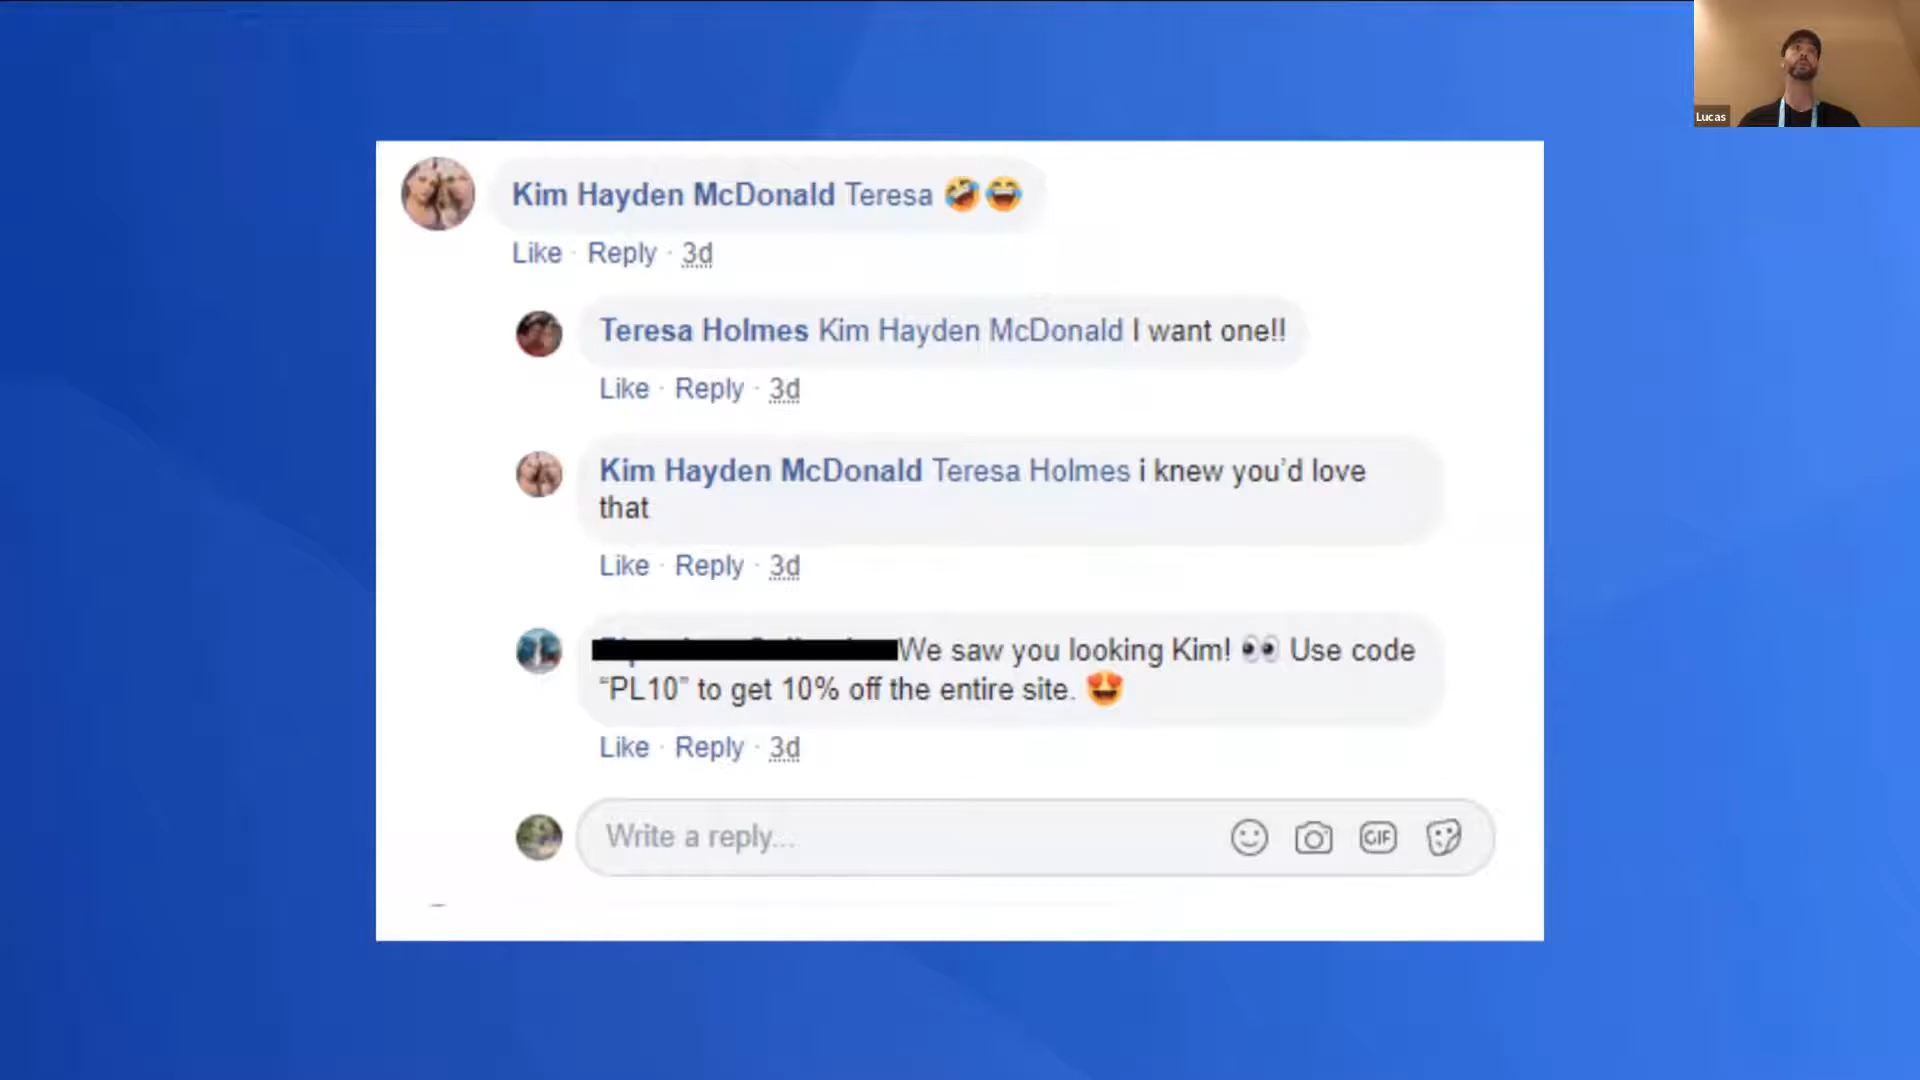 Lucas
Kim Hayden McDonald Teresa 🤣😂
Like · Reply · 3d
Teresa Holmes Kim Hayden McDonald I want one!!
Like · Reply · 3d
Kim Hayden McDonald Teresa Holmes i knew you'd love
that
Like · Reply · 3d
We saw you looking Kim! 👀 Use code
“PL10” to get 10% off the entire site. 😍
Like · Reply · 3d
Write a reply...
GIF